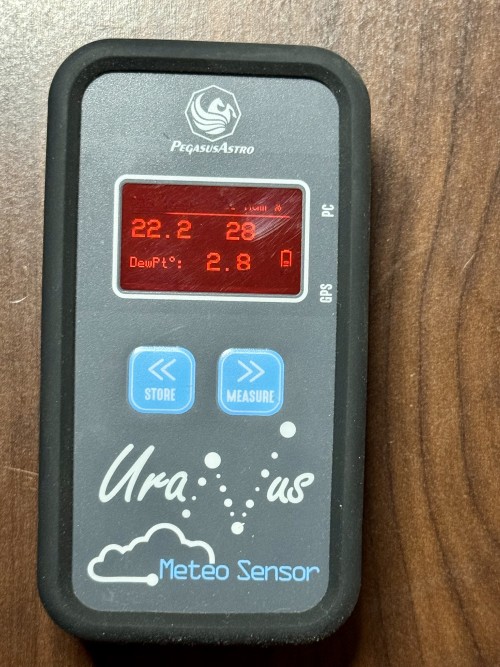 PEGASUSASTRO
%
22.2 28
DewPt°: 2.8
PC
GPS
STORE
MEASURE
Uranus
Meteo Sensor